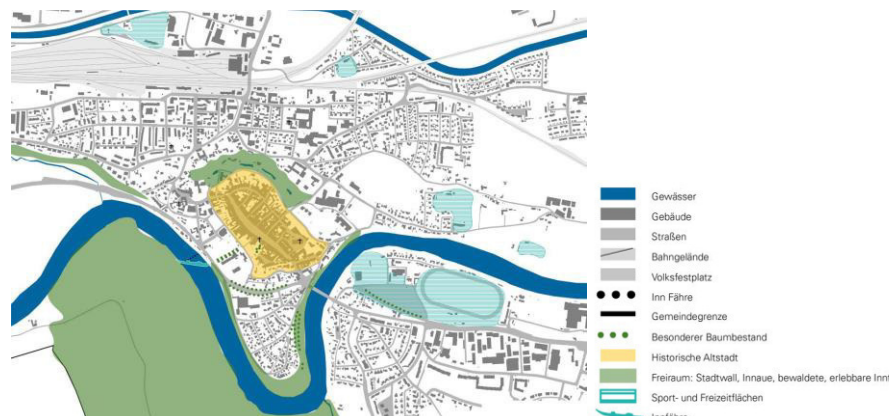 Gewässer
Gebäude
Straßen
Bahngelände
Volksfestplatz
Inn Fähre
Gemeindegrenze
Besonderer Baumbestand
Historische Altstadt
Freiraum: Stadtwall, Innaue, bewaldete, erlebbare
Sport- und Freizeitflächen